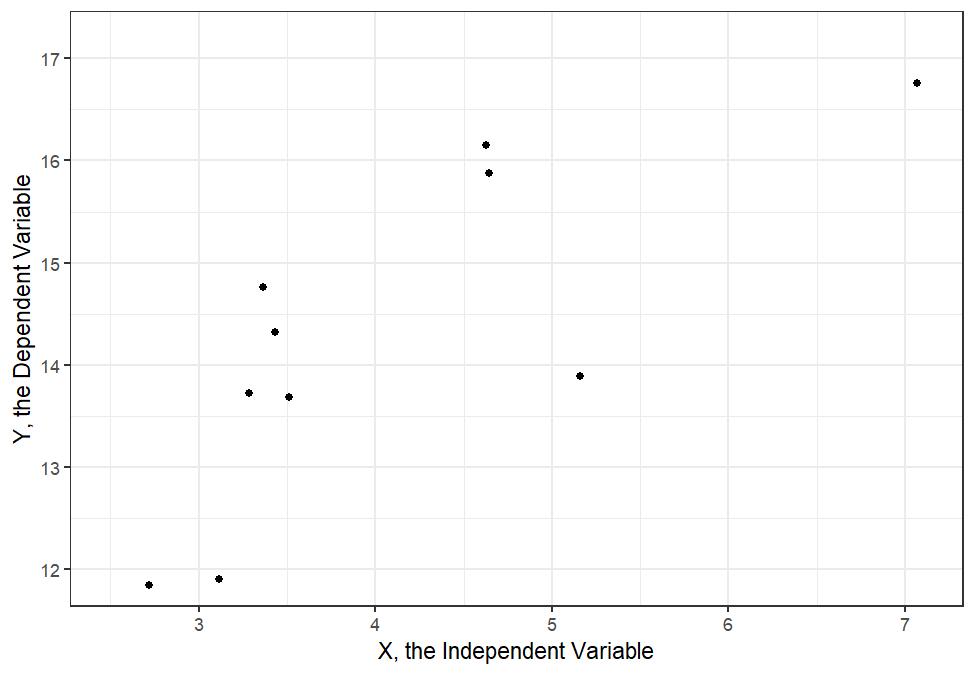 17
16
15
14
13
12
Y, the Dependent Variable
3 4 5 6 7
X, the Independent Variable